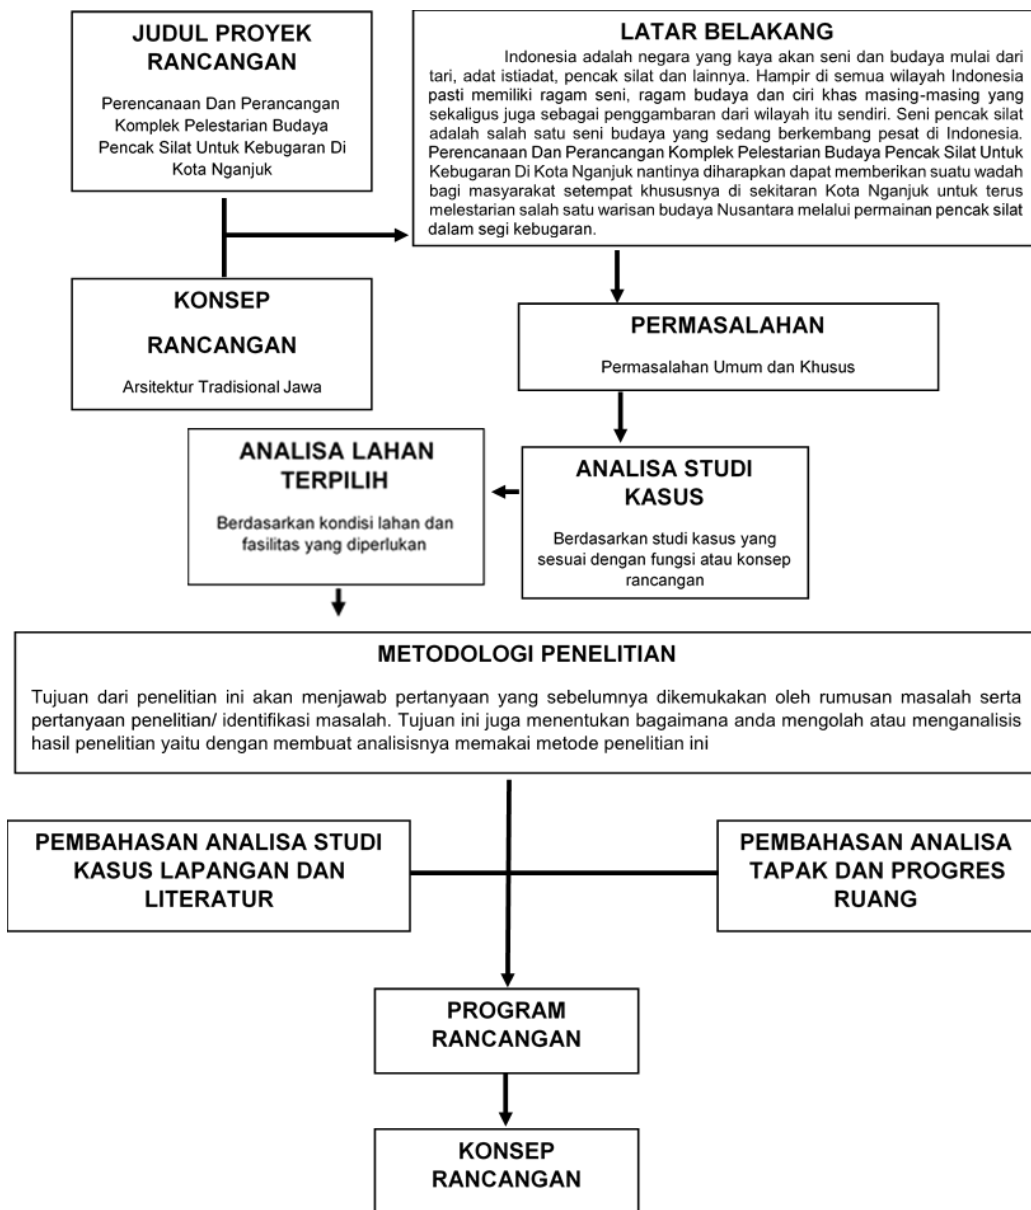 JUDUL PROYEK
RANCANGAN
Perencanaan Dan Perancangan
Komplek Pelestarian Budaya
Pencak Silat Untuk Kebugaran Di
Kota Nganjuk
LATAR BELAKANG
Indonesia adalah negara yang kaya akan seni dan budaya mulai dari
tari, adat istiadat, pencak silat dan lainnya. Hampir di semua wilayah Indonesia
pasti memiliki ragam seni, ragam budaya dan ciri khas masing-masing yang
sekaligus juga sebagai penggambaran dari wilayah itu sendiri. Seni pencak silat
adalah salah satu seni budaya yang sedang berkembang pesat di Indonesia.
Perencanaan Dan Perancangan Komplek Pelestarian Budaya Pencak Silat Untuk
Kebugaran Di Kota Nganjuk nantinya diharapkan dapat memberikan suatu wadah
bagi masyarakat setempat khususnya di sekitaran Kota Nganjuk untuk terus
melestarian salah satu warisan budaya Nusantara melalui permainan pencak silat
dalam segi kebugaran.
KONSEP
RANCANGAN
Arsitektur Tradisional Jawa
PERMASALAHAN
Permasalahan Umum dan Khusus
ANALISA STUDI
KASUS
Berdasarkan studi kasus yang
sesuai dengan fungsi atau konsep
rancangan
ANALISA LAHAN
TERPILIH
Berdasarkan kondisi lahan dan
fasilitas yang diperlukan
METODOLOGI PENELITIAN
Tujuan dari penelitian ini akan menjawab pertanyaan yang sebelumnya dikemukakan oleh rumusan masalah serta
pertanyaan penelitian/ identifikasi masalah. Tujuan ini juga menentukan bagaimana anda mengolah atau menganalisis
hasil penelitian yaitu dengan membuat analisisnya memakai metode penelitian ini
PEMBAHASAN ANALISA STUDI
KASUS LAPANGAN DAN
LITERATUR
PEMBAHASAN ANALISA
TAPAK DAN PROGRES
RUANG
PROGRAM
RANCANGAN
KONSEP
RANCANGAN